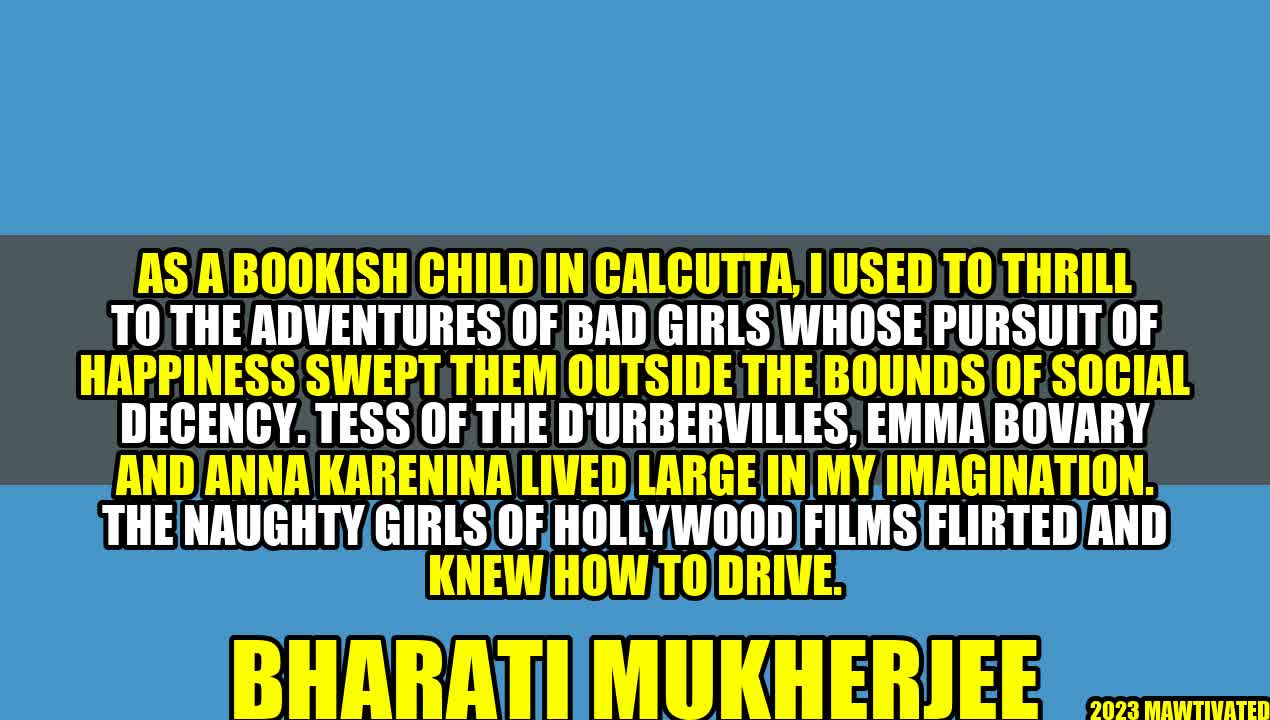 AS A BOOKISH CHILD IN CALCUTTA, I USED TO THRILL
TO THE ADVENTURES OF BAD GIRLS WHOSE PURSUIT OF
HAPPINESS SWEPT THEM OUTSIDE THE BOUNDS OF SOCIAL
DECENCY. TESS OF THE D'URBERVILLES, EMMA BOVARY
AND ANNA KARENINA LIVED LARGE IN MY IMAGINATION.
THE NAUGHTY GIRLS OF HOLLYWOOD FILMS FLIRTED AND
KNEW HOW TO DRIVE.
BHARATI MUKHERJEE
2023 MAWTIVATED